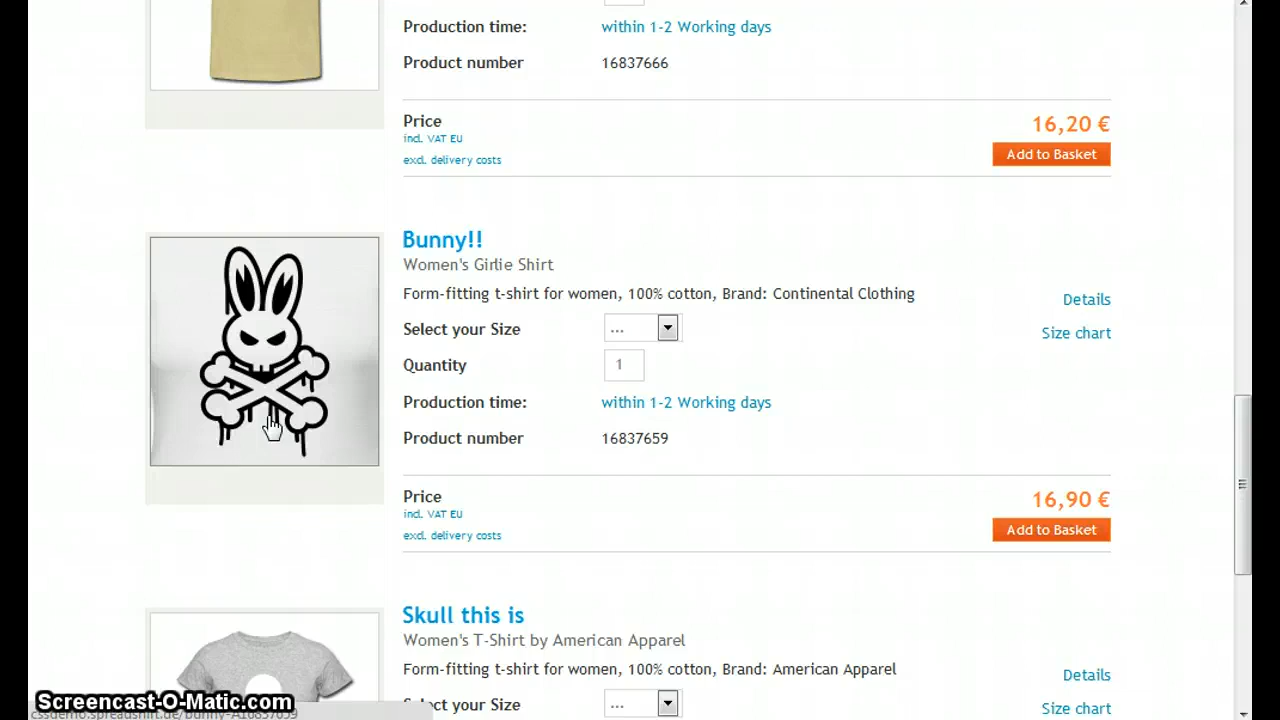 Production time: within 1-2 Working days
Product number 16837666
Price 16,20 €
incl. VAT EU
excl. delivery costs Add to Basket
Bunny!!
Women's Girlie Shirt
Form-fitting t-shirt for women, 100% cotton, Brand: Continental Clothing
Details
Select your Size ... Size chart
Quantity 1
Production time: within 1-2 Working days
Product number 16837659
Price 16,90 €
incl. VAT EU
excl. delivery costs Add to Basket
Skull this is
Women's T-Shirt by American Apparel
Form-fitting t-shirt for women, 100% cotton, Brand: American Apparel
Details
Select your Size ... Size chart
Screencast-O-Matic.com